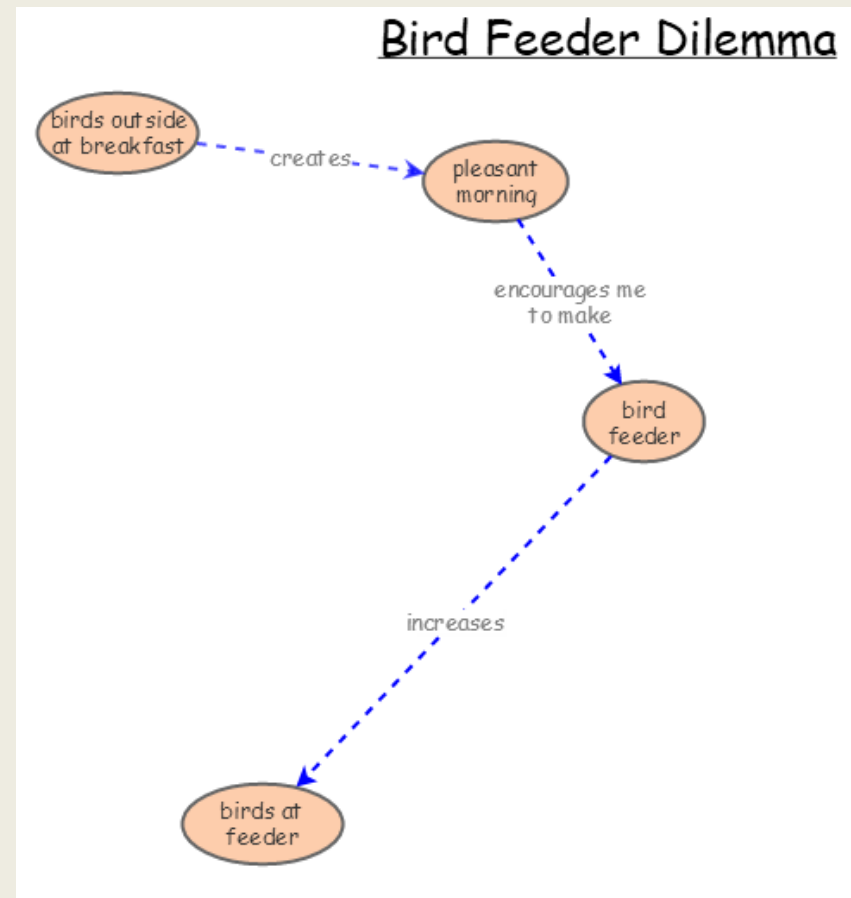 Bird Feeder Dilemma
birds outside
at breakfast
creates
pleasant
morning
encourages me
to make
bird
feeder
increases
birds at
feeder